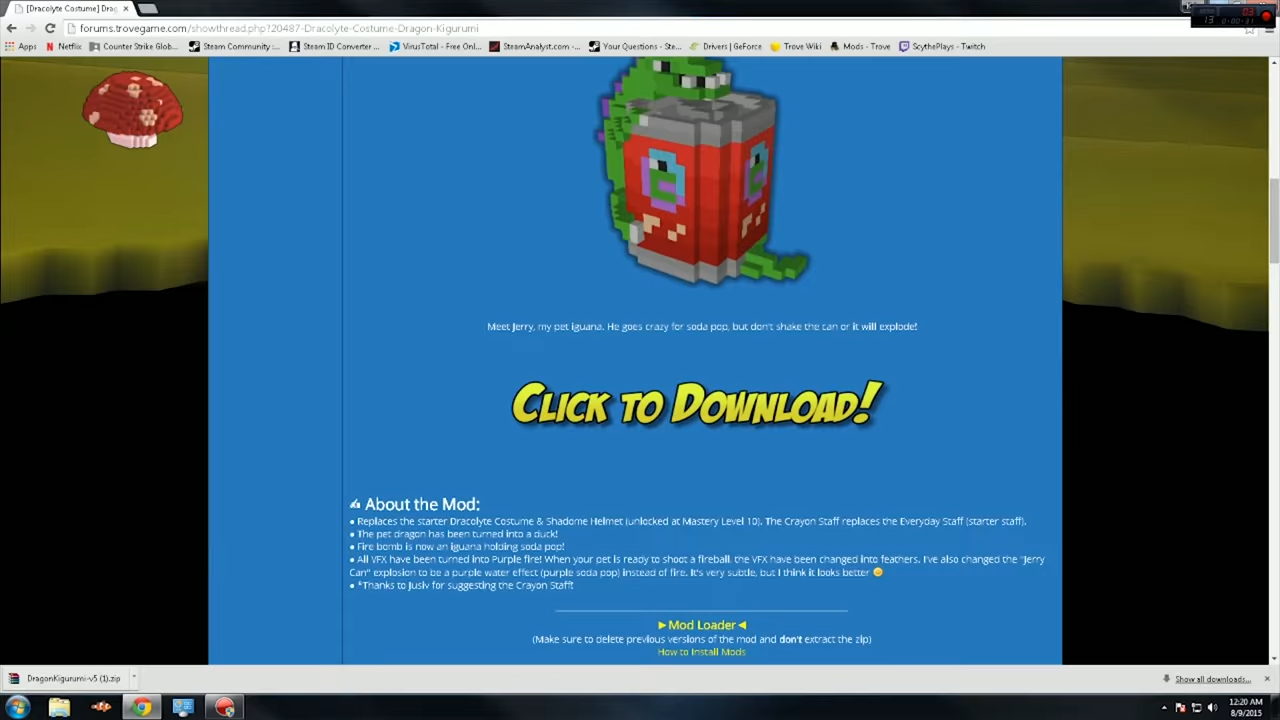 [Dracolyte Costume] Drag
forums.trovegame.com/showthread.php?20487-Dracolyte-Costume-Dragon-Kigurumi
Apps Netflix Counter Strike Glob... Steam Community ... Steam ID Converter ... VirusTotal - Free Onl... SteamAnalyst.com -... Your Questions - Ste... Drivers | GeForce Trove Wiki Mods - Trove ScythePlays - Twitch
Meet Jerry, my pet iguana. He goes crazy for soda pop, but don't shake the can or it will explode!
CLICK TO DOWNLOAD!
About the Mod:
● Replaces the starter Dracolyte Costume & Shadome Helmet (unlocked at Mastery Level 10). The Crayon Staff replaces the Everyday Staff (starter staff).
● The pet dragon has been turned into a duck!
● Fire bomb is now an iguana holding soda pop!
● All VFX have been turned into Purple fire! When your pet is ready to shoot a fireball, the VFX have been changed into feathers. I've also changed the "Jerry
Can" explosion to be a purple water effect (purple soda pop) instead of fire. It's very subtle, but I think it looks better
● *Thanks to Jusiv for suggesting the Crayon Staff!
►Mod Loader◄
(Make sure to delete previous versions of the mod and don't extract the zip)
How to Install Mods
DragonKigurumi-v5 (1).zip
Show all downloads...
12:20 AM
8/9/2015